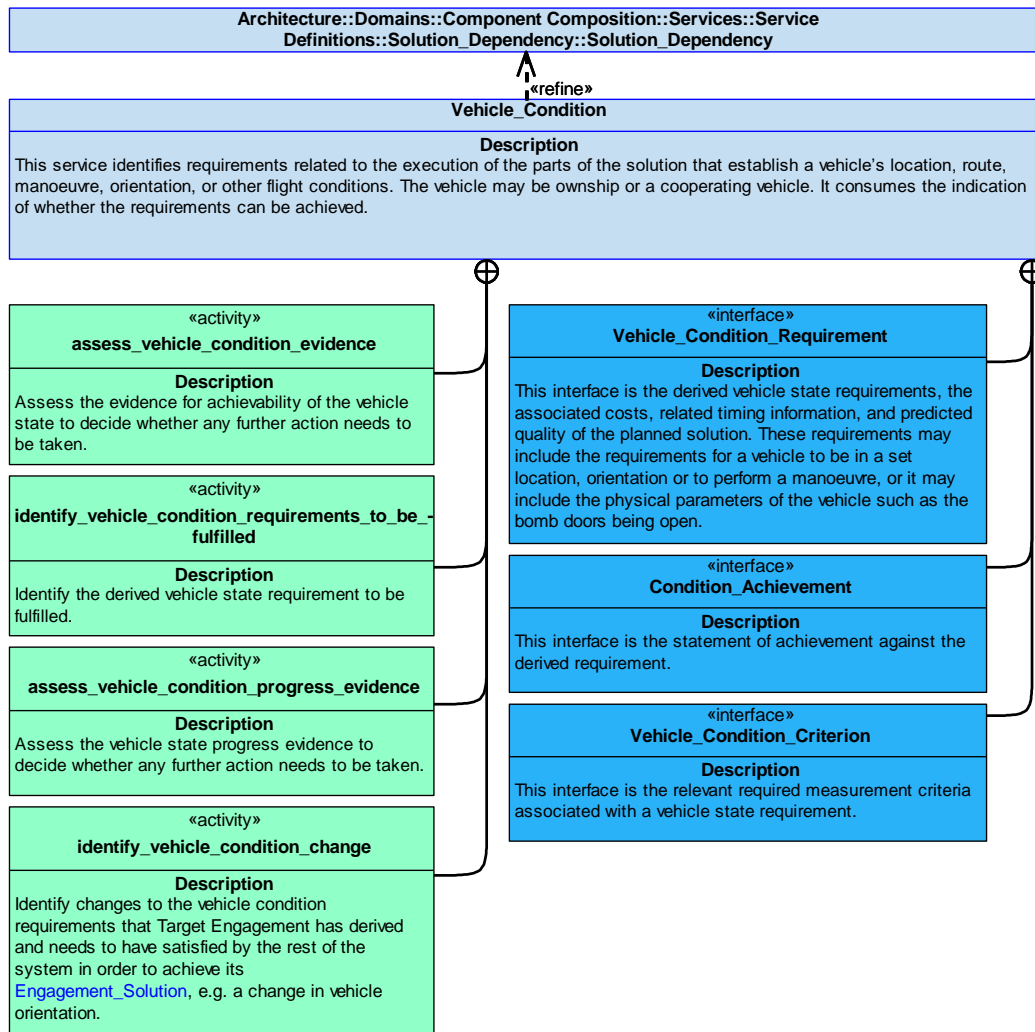 Architecture::Domains::Component Composition::Services::Service
Definitions::Solution_Dependency::Solution_Dependency
«refine»
Vehicle_Condition
Description
This service identifies requirements related to the execution of the parts of the solution that establish a vehicle's location, route,
manoeuvre, orientation, or other flight conditions. The vehicle may be ownship or a cooperating vehicle. It consumes the indication
of whether the requirements can be achieved.
«activity»
assess_vehicle_condition_evidence
Description
Assess the evidence for achievability of the vehicle
state to decide whether any further action needs to
be taken.
«activity»
identify_vehicle_condition_requirements_to_be_-
fulfilled
Description
Identify the derived vehicle state requirement to be
fulfilled.
«activity»
assess_vehicle_condition_progress_evidence
Description
Assess the vehicle state progress evidence to
decide whether any further action needs to be taken.
«activity»
identify_vehicle_condition_change
Description
Identify changes to the vehicle condition
requirements that Target Engagement has derived
and needs to have satisfied by the rest of the
system in order to achieve its
Engagement_Solution, e.g. a change in vehicle
orientation.
«interface»
Vehicle_Condition_Requirement
Description
This interface is the derived vehicle state requirements, the
associated costs, related timing information, and predicted
quality of the planned solution. These requirements may
include the requirements for a vehicle to be in a set
location, orientation or to perform a manoeuvre, or it may
include the physical parameters of the vehicle such as the
bomb doors being open.
«interface»
Condition_Achievement
Description
This interface is the statement of achievement against the
derived requirement.
«interface»
Vehicle_Condition_Criterion
Description
This interface is the relevant required measurement criteria
associated with a vehicle state requirement.